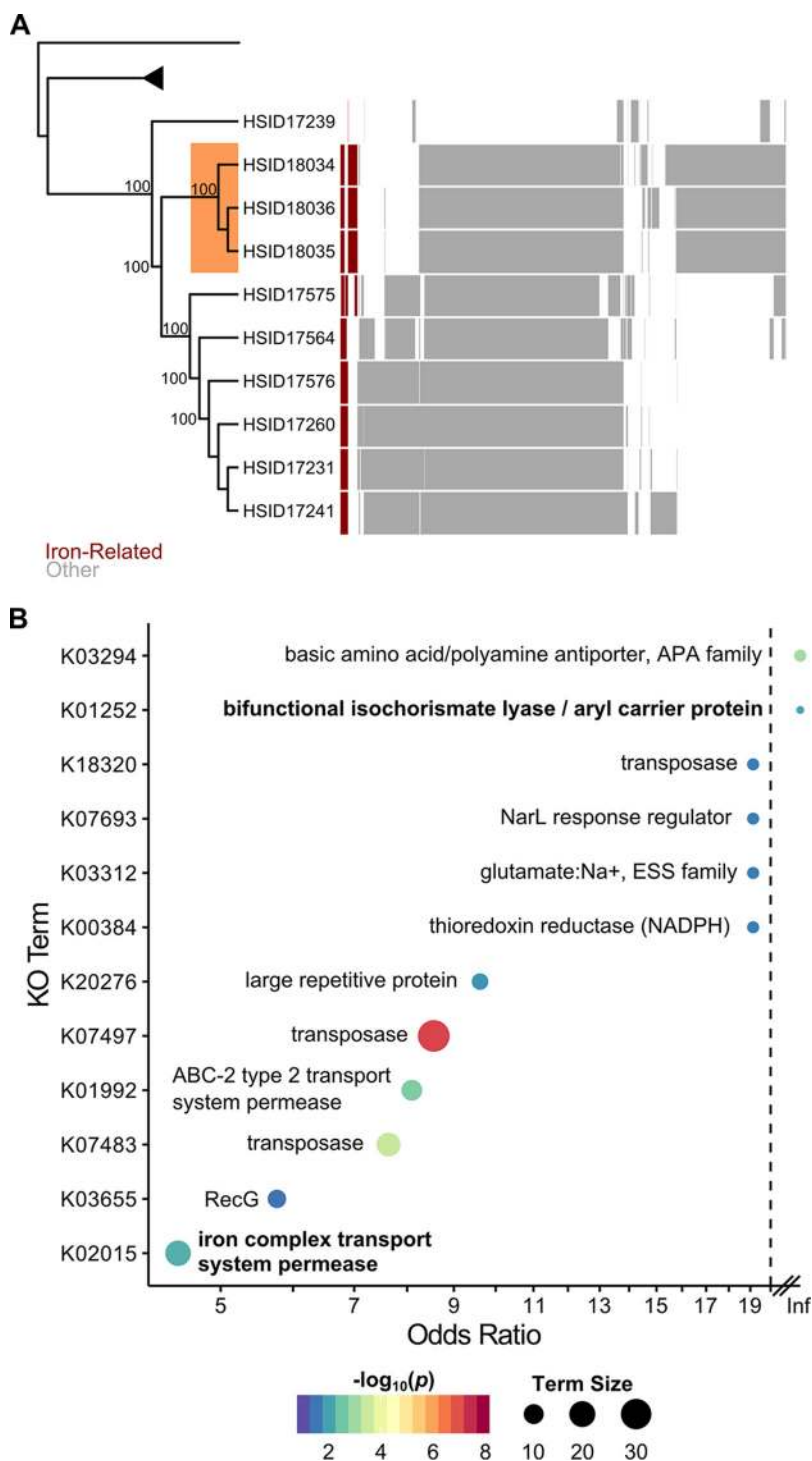 A
HSID17239
HSID18034
HSID18036
HSID18035
HSID17575
HSID17564
HSID17576
HSID17260
HSID17231
HSID17241
100
100
100
100
100
100
Iron-Related
Other
B
KO Term
K03294
basic amino acid/polyamine antiporter, APA family
K01252
bifunctional isochorismate lyase / aryl carrier protein
K18320
transposase
K07693
NarL response regulator
K03312
glutamate:Na+, ESS family
K00384
thioredoxin reductase (NADPH)
K20276
large repetitive protein
K07497
transposase
K01992
ABC-2 type 2 transport
system permease
K07483
transposase
K03655
RecG
K02015
iron complex transport
system permease
5 7 9 11 13 15 17 19 Inf
Odds Ratio
-log₁₀(p)
2 4 6 8
Term Size
10 20 30